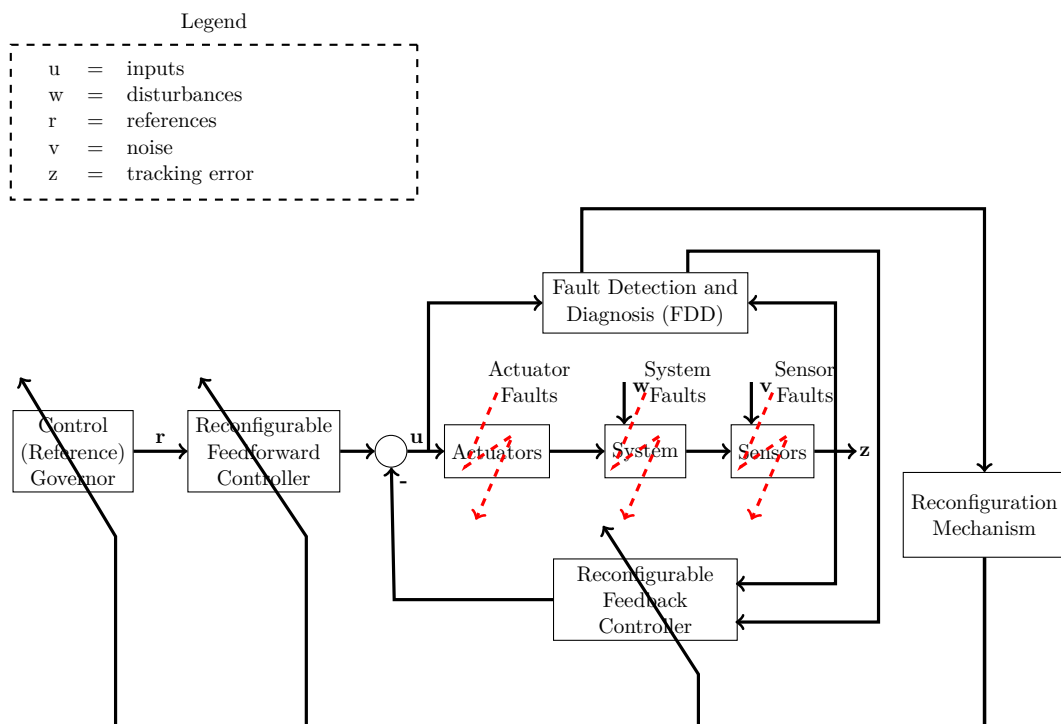 Legend
u = inputs
w = disturbances
r = references
v = noise
z = tracking error
Fault Detection and
Diagnosis (FDD)
Actuator
Faults
System
Faults
Sensor
Faults
w
v
Control
(Reference)
Governor
r
Reconfigurable
Feedforward
Controller
u
-
Actuators
System
Sensors
z
Reconfiguration
Mechanism
Reconfigurable
Feedback
Controller